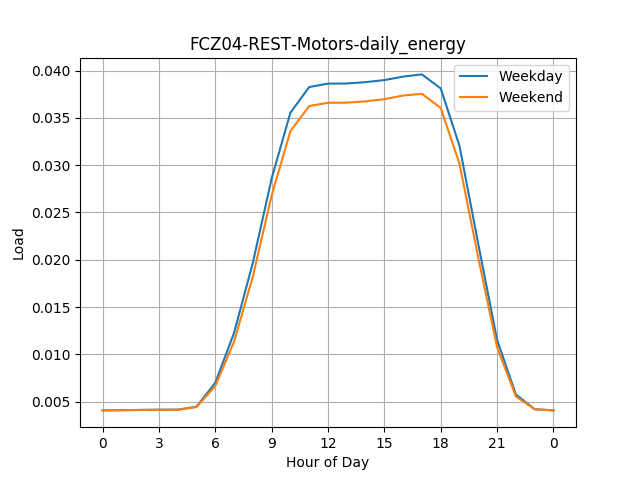 FCZ04-REST-Motors-daily_energy
Load
0.040
0.035
0.030
0.025
0.020
0.015
0.010
0.005
Weekday
Weekend
0 3 6 9 12 15 18 21 0
Hour of Day